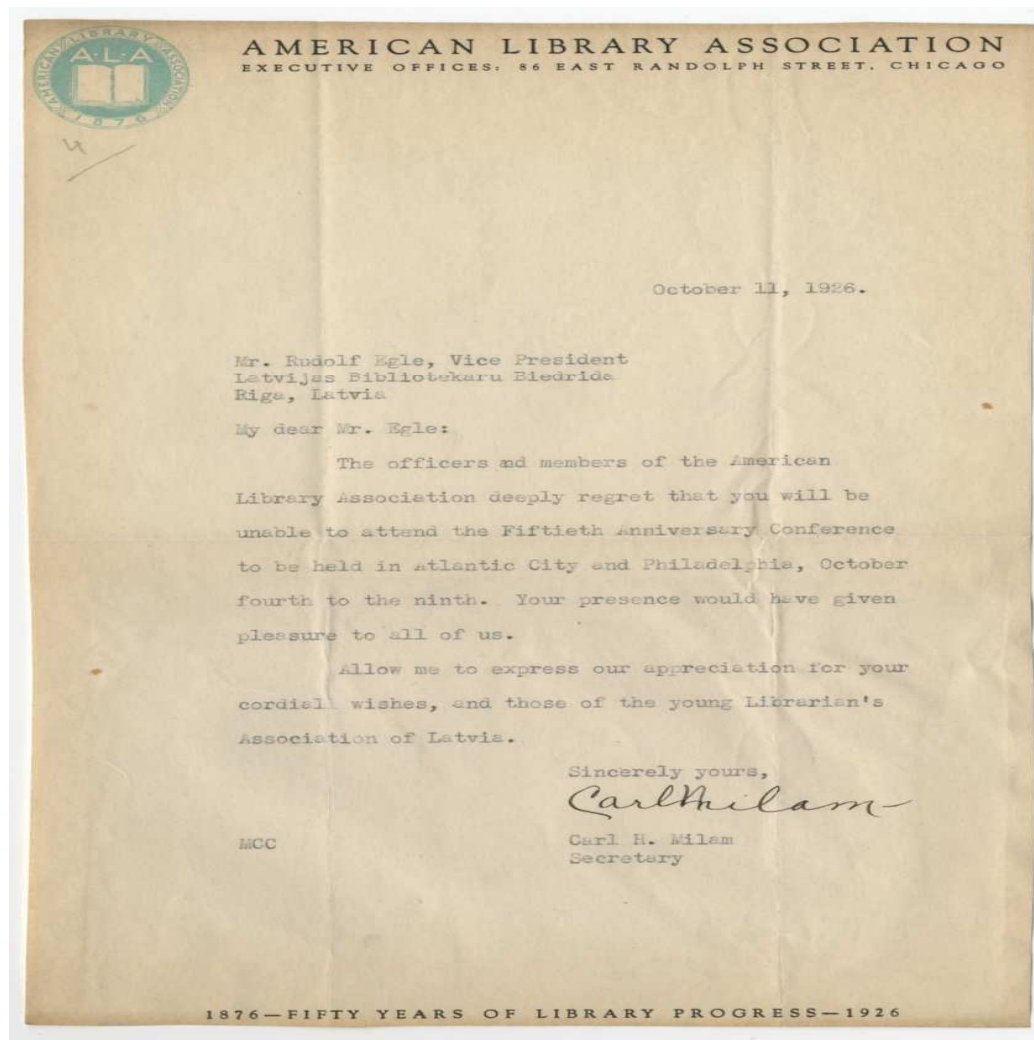 AMERICAN LIBRARY ASSOCIATION
EXECUTIVE OFFICES: 86 EAST RANDOLPH STREET, CHICAGO
AMERICAN LIBRARY ASSOCIATION
A·L·A
1876
4
October 11, 1926.
Mr. Rudolf Egle, Vice President
Latvijas Bibliotekaru Biedrida
Riga, Latvia
My dear Mr. Egle:
The officers and members of the American
Library Association deeply regret that you will be
unable to attend the Fiftieth Anniversary Conference
to be held in Atlantic City and Philadelphia, October
fourth to the ninth. Your presence would have given
pleasure to all of us.
Allow me to express our appreciation for your
cordial wishes, and those of the young Librarian's
Association of Latvia.
Sincerely yours,
Carl Milam
MCC
Carl H. Milam
Secretary
1876—FIFTY YEARS OF LIBRARY PROGRESS—1926